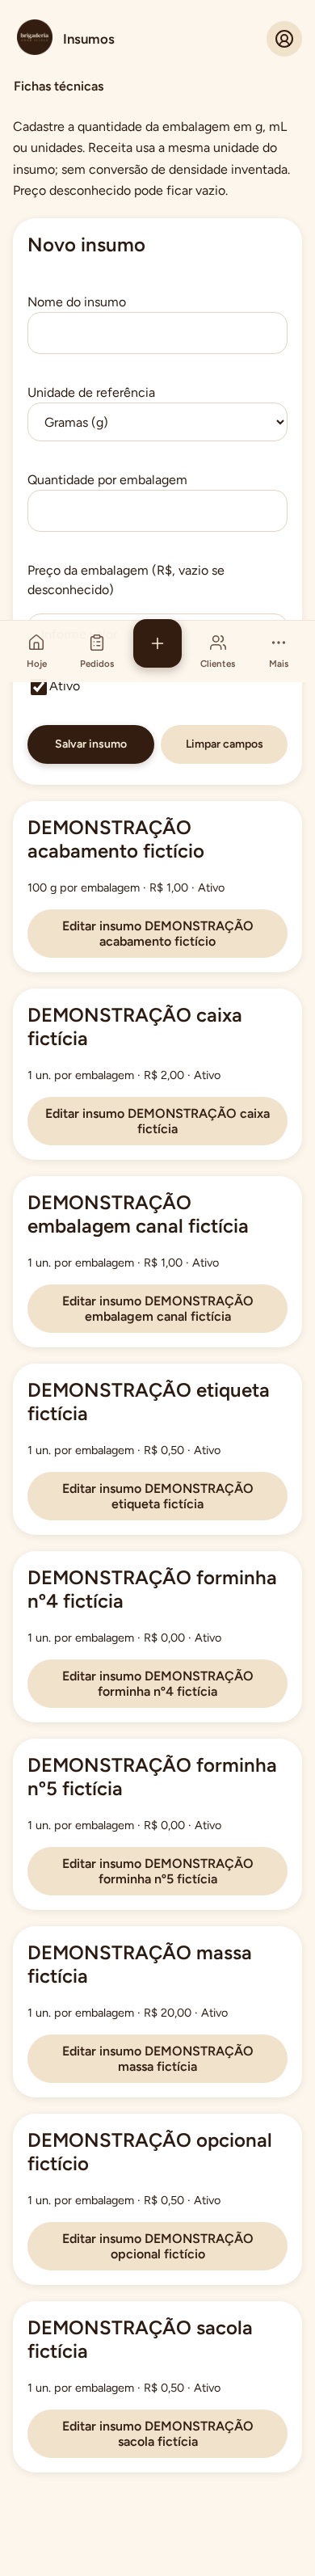 brigaderia
Insumos
Fichas técnicas
Cadastre a quantidade da embalagem em g, mL
ou unidades. Receita usa a mesma unidade do
insumo; sem conversão de densidade inventada.
Preço desconhecido pode ficar vazio.
Novo insumo
Nome do insumo
Unidade de referência
Gramas (g)
Quantidade por embalagem
Preço da embalagem (R$, vazio se
desconhecido)
Hoje
Pedidos
Clientes
Mais
Ativo
Salvar insumo
Limpar campos
DEMONSTRAÇÃO
acabamento fictício
100 g por embalagem · R$ 1,00 · Ativo
Editar insumo DEMONSTRAÇÃO
acabamento fictício
DEMONSTRAÇÃO caixa
fictícia
1 un. por embalagem · R$ 2,00 · Ativo
Editar insumo DEMONSTRAÇÃO caixa
fictícia
DEMONSTRAÇÃO
embalagem canal fictícia
1 un. por embalagem · R$ 1,00 · Ativo
Editar insumo DEMONSTRAÇÃO
embalagem canal fictícia
DEMONSTRAÇÃO etiqueta
fictícia
1 un. por embalagem · R$ 0,50 · Ativo
Editar insumo DEMONSTRAÇÃO
etiqueta fictícia
DEMONSTRAÇÃO forminha
nº4 fictícia
1 un. por embalagem · R$ 0,00 · Ativo
Editar insumo DEMONSTRAÇÃO
forminha nº4 fictícia
DEMONSTRAÇÃO forminha
nº5 fictícia
1 un. por embalagem · R$ 0,00 · Ativo
Editar insumo DEMONSTRAÇÃO
forminha nº5 fictícia
DEMONSTRAÇÃO massa
fictícia
1 un. por embalagem · R$ 20,00 · Ativo
Editar insumo DEMONSTRAÇÃO
massa fictícia
DEMONSTRAÇÃO opcional
fictício
1 un. por embalagem · R$ 0,50 · Ativo
Editar insumo DEMONSTRAÇÃO
opcional fictício
DEMONSTRAÇÃO sacola
fictícia
1 un. por embalagem · R$ 0,50 · Ativo
Editar insumo DEMONSTRAÇÃO
sacola fictícia